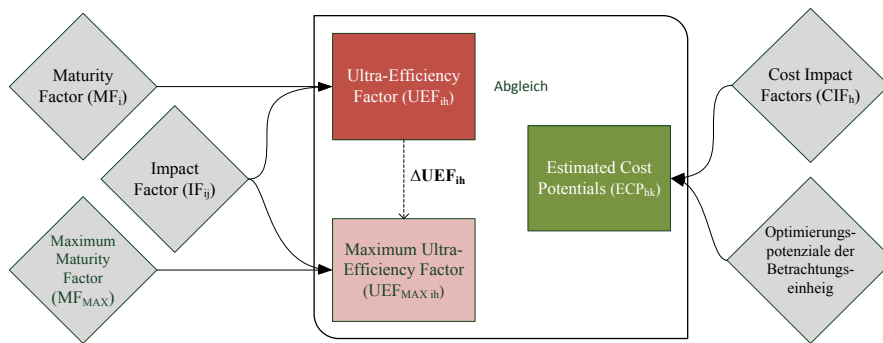 Maturity
Factor (MFi)
Impact
Factor (IFij)
Maximum
Maturity
Factor
(MFMAX)
Ultra-Efficiency
Factor (UEFih)
Abgleich
ΔUEFih
Maximum Ultra-
Efficiency Factor
(UEFMAX ih)
Estimated Cost
Potentials (ECPhk)
Cost Impact
Factors (CIFh)
Optimierungs-
potenziale der
Betrachtungs-
einheig